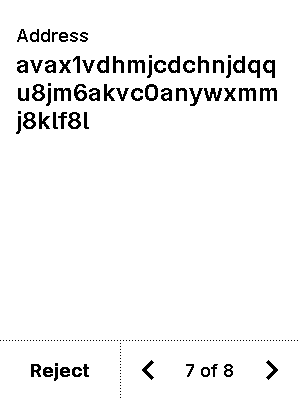 Address
avax1vdhmjcdchnjdqq
u8jm6akvc0anywxmm
j8klf8l
Reject
7 of 8